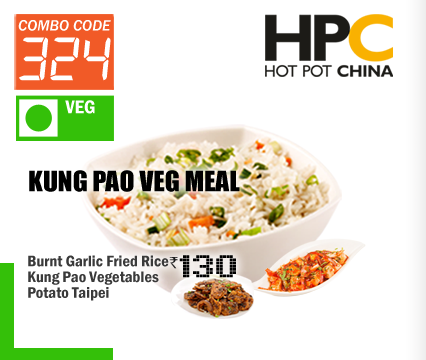 COMBO CODE
324
VEG
HPC
HOT POT CHINA
KUNG PAO VEG MEAL
Burnt Garlic Fried Rice ₹130
Kung Pao Vegetables
Potato Taipei